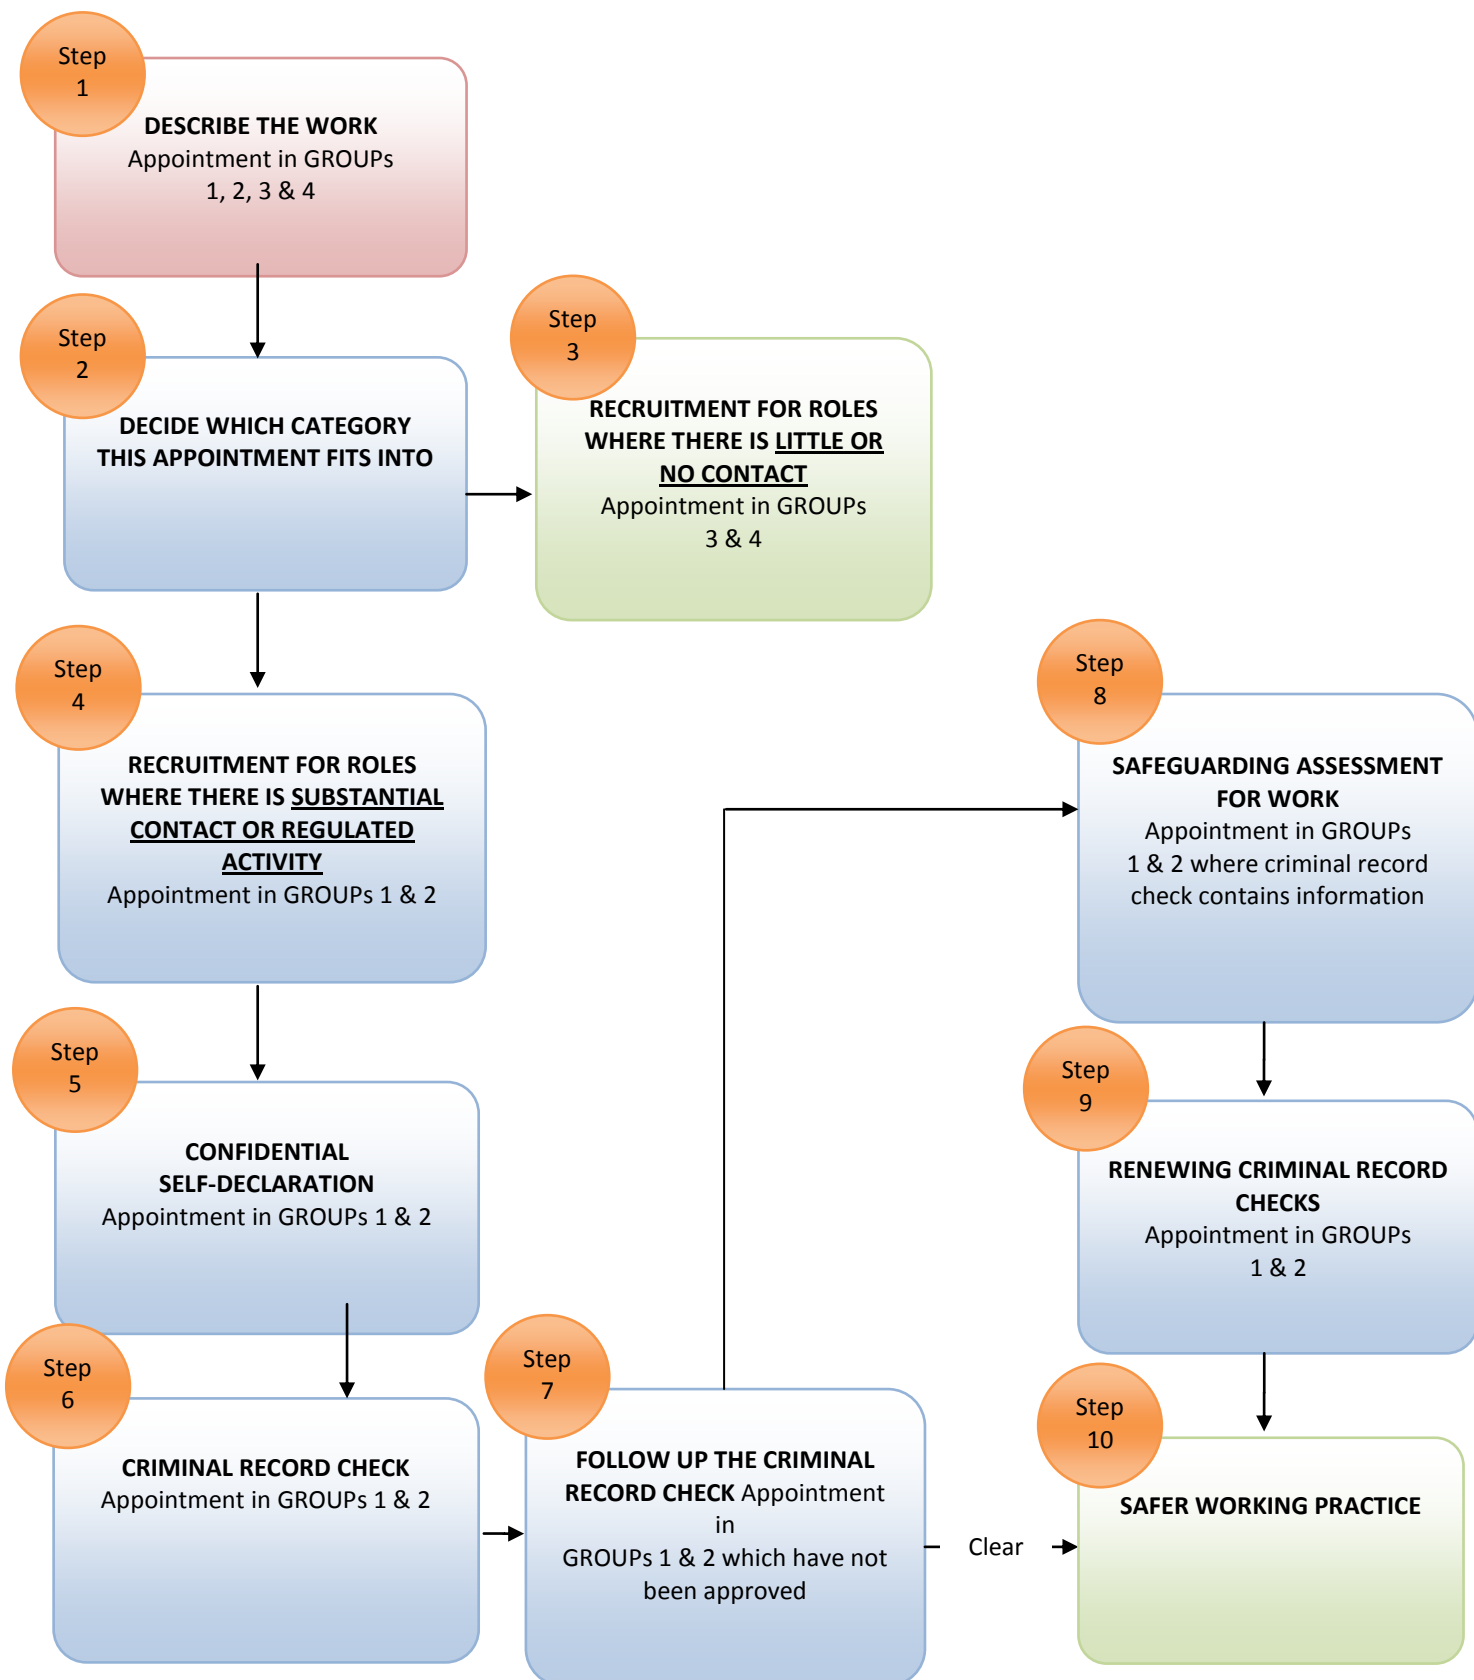 Step
1
DESCRIBE THE WORK
Appointment in GROUPs
1, 2, 3 & 4
Step
2
DECIDE WHICH CATEGORY
THIS APPOINTMENT FITS INTO
Step
3
RECRUITMENT FOR ROLES
WHERE THERE IS LITTLE OR
NO CONTACT
Appointment in GROUPs
3 & 4
Step
4
RECRUITMENT FOR ROLES
WHERE THERE IS SUBSTANTIAL
CONTACT OR REGULATED
ACTIVITY
Appointment in GROUPs 1 & 2
Step
5
CONFIDENTIAL
SELF-DECLARATION
Appointment in GROUPs 1 & 2
Step
6
CRIMINAL RECORD CHECK
Appointment in GROUPs 1 & 2
Step
7
FOLLOW UP THE CRIMINAL
RECORD CHECK Appointment
in
GROUPs 1 & 2 which have not
been approved
Clear
Step
8
SAFEGUARDING ASSESSMENT
FOR WORK
Appointment in GROUPs
1 & 2 where criminal record
check contains information
Step
9
RENEWING CRIMINAL RECORD
CHECKS
Appointment in GROUPs
1 & 2
Step
10
SAFER WORKING PRACTICE